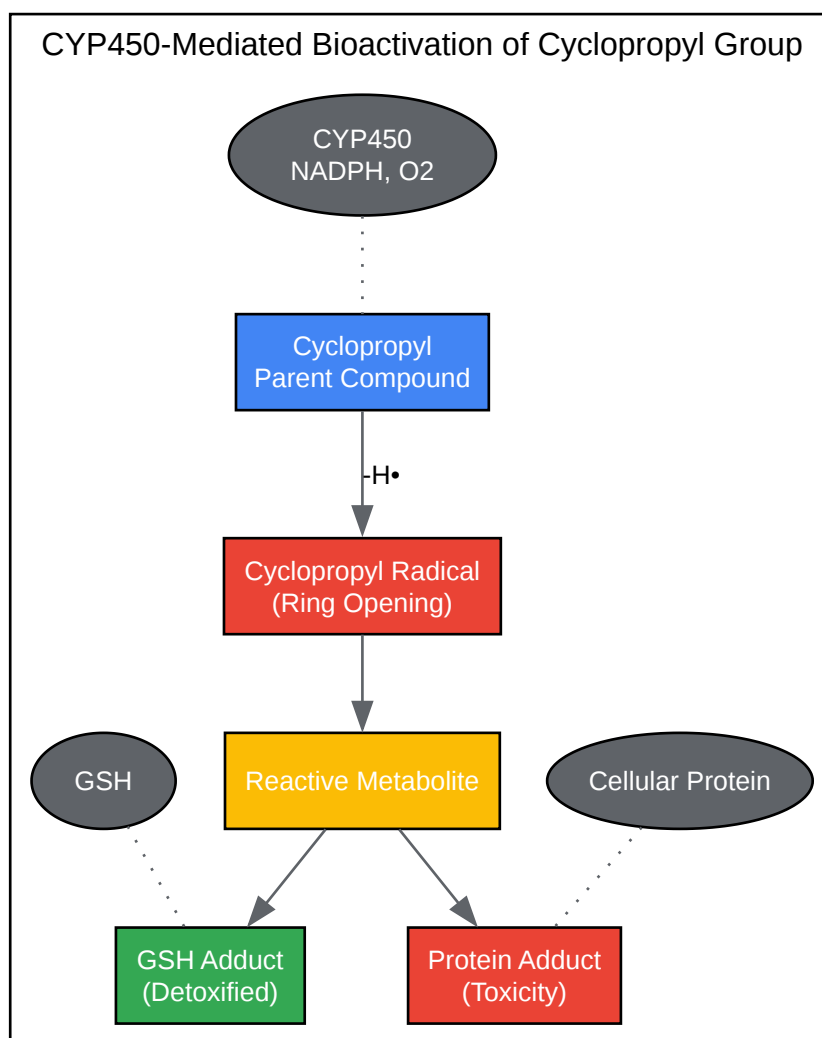 CYP450-Mediated Bioactivation of Cyclopropyl Group
CYP450
NADPH, O2
Cyclopropyl
Parent Compound
-H•
Cyclopropyl Radical
(Ring Opening)
GSH
Reactive Metabolite
Cellular Protein
GSH Adduct
(Detoxified)
Protein Adduct
(Toxicity)